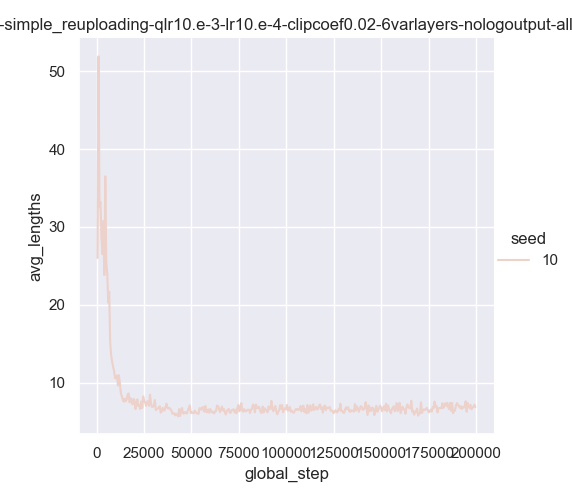 -simple_reuploading-qlr10.e-3-lr10.e-4-clipcoef0.02-6varlayers-nologoutput-all
50
40
30
20
10
avg_lengths
0 25000 50000 75000 100000 125000 150000 175000 200000
global_step
seed
10